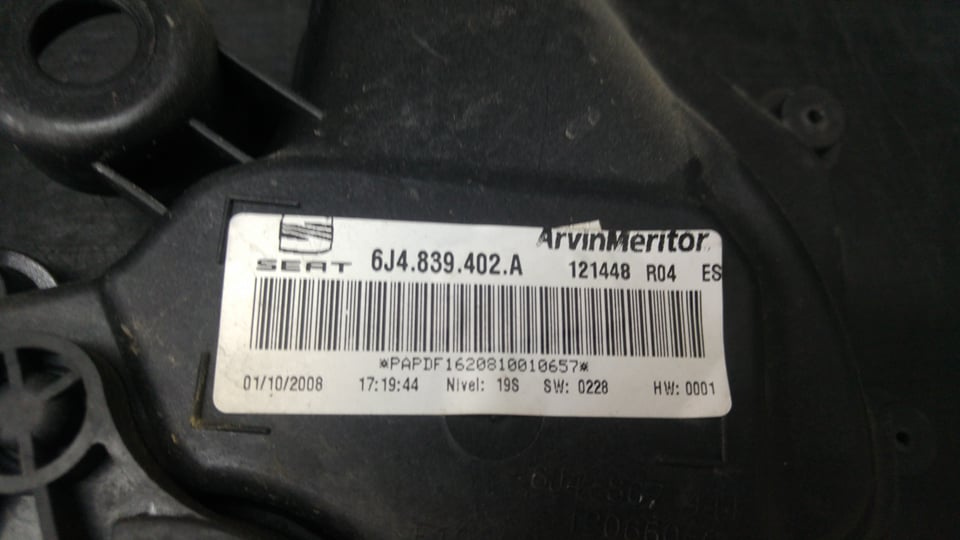 SEAT 6J4.839.402.A
ArvinMeritor
121448 R04 ES
*PAPDF1620810010657*
01/10/2008 17:19:44 Nivel: 19S SW: 0228 HW: 0001